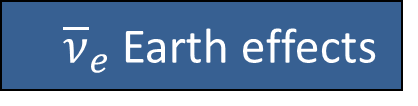 ν̅ₑ Earth effects